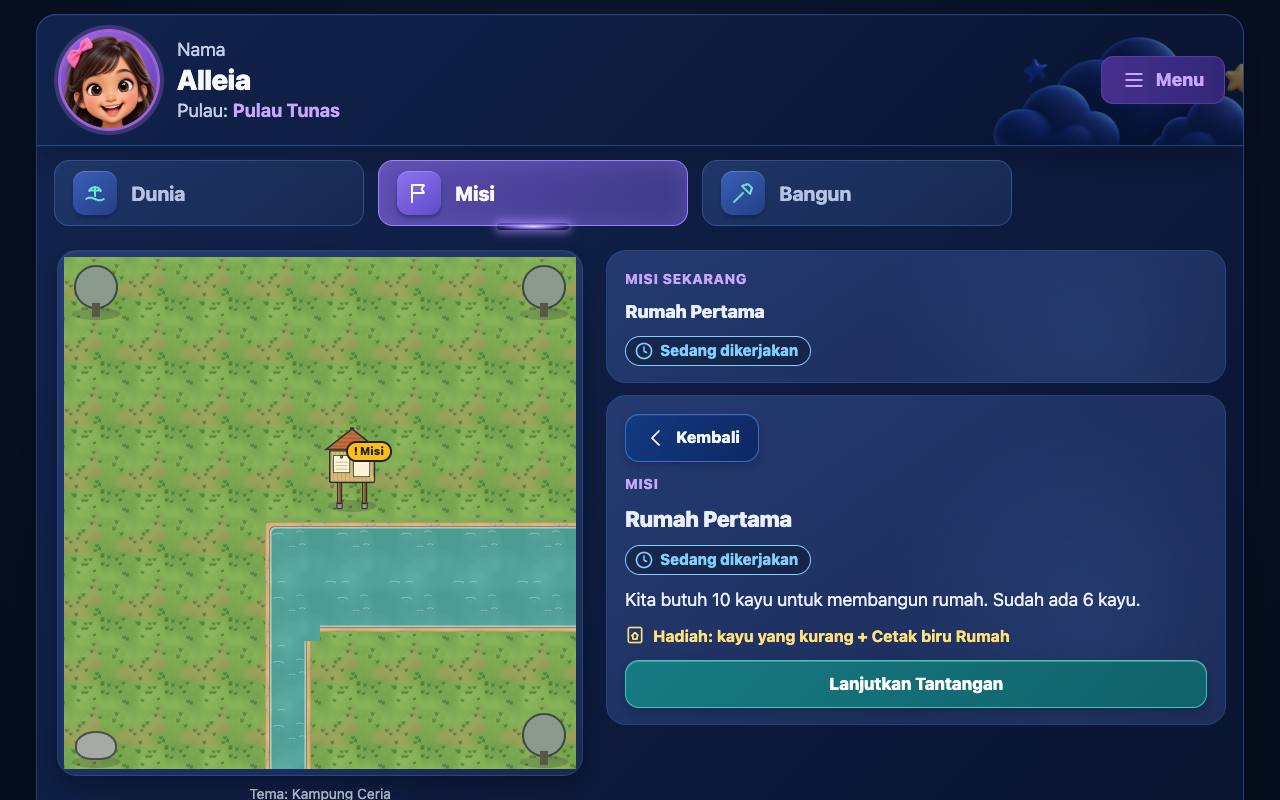 Nama
Alleia
Pulau: Pulau Tunas
Menu
Dunia
Misi
Bangun
! Misi
Tema: Kampung Ceria
MISI SEKARANG
Rumah Pertama
Sedang dikerjakan
Kembali
MISI
Rumah Pertama
Sedang dikerjakan
Kita butuh 10 kayu untuk membangun rumah. Sudah ada 6 kayu.
Hadiah: kayu yang kurang + Cetak biru Rumah
Lanjutkan Tantangan